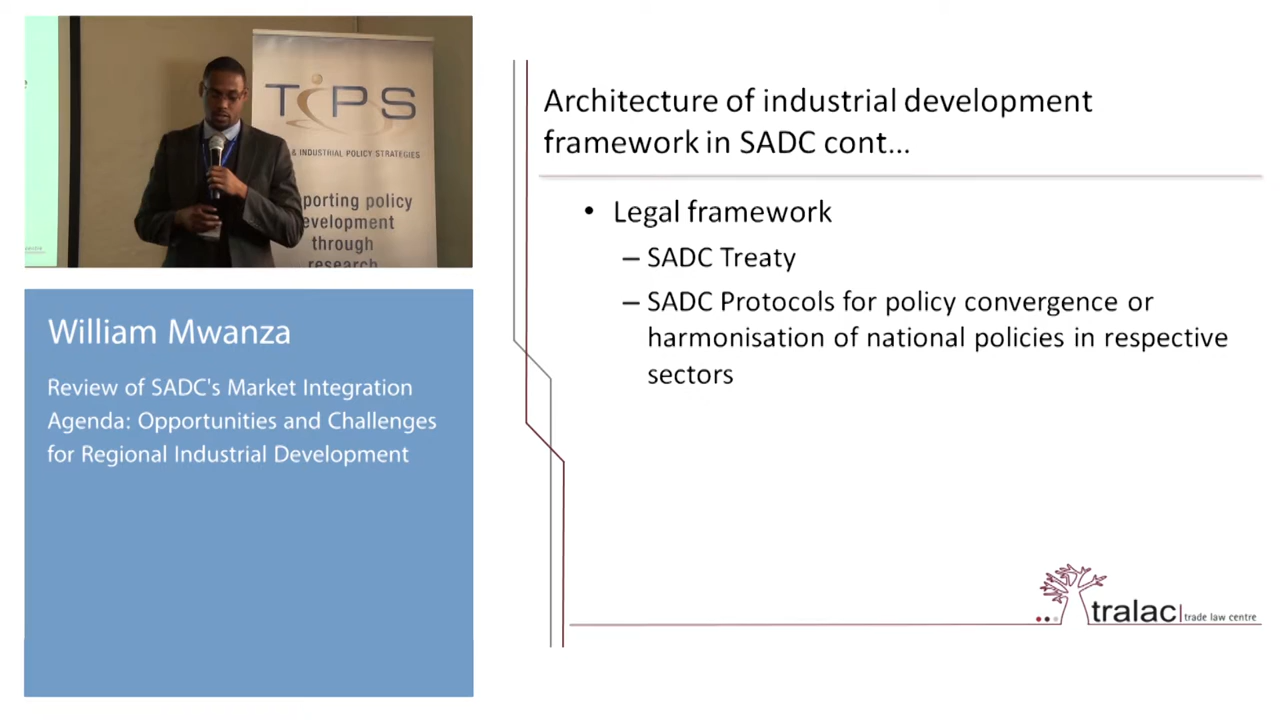 TiPS
& INDUSTRIAL POLICY STRATEGIES
porting policy
evelopment
through
research
William Mwanza
Review of SADC's Market Integration
Agenda: Opportunities and Challenges
for Regional Industrial Development
Architecture of industrial development
framework in SADC cont...
• Legal framework
– SADC Treaty
– SADC Protocols for policy convergence or
harmonisation of national policies in respective
sectors
tralac| trade law centre